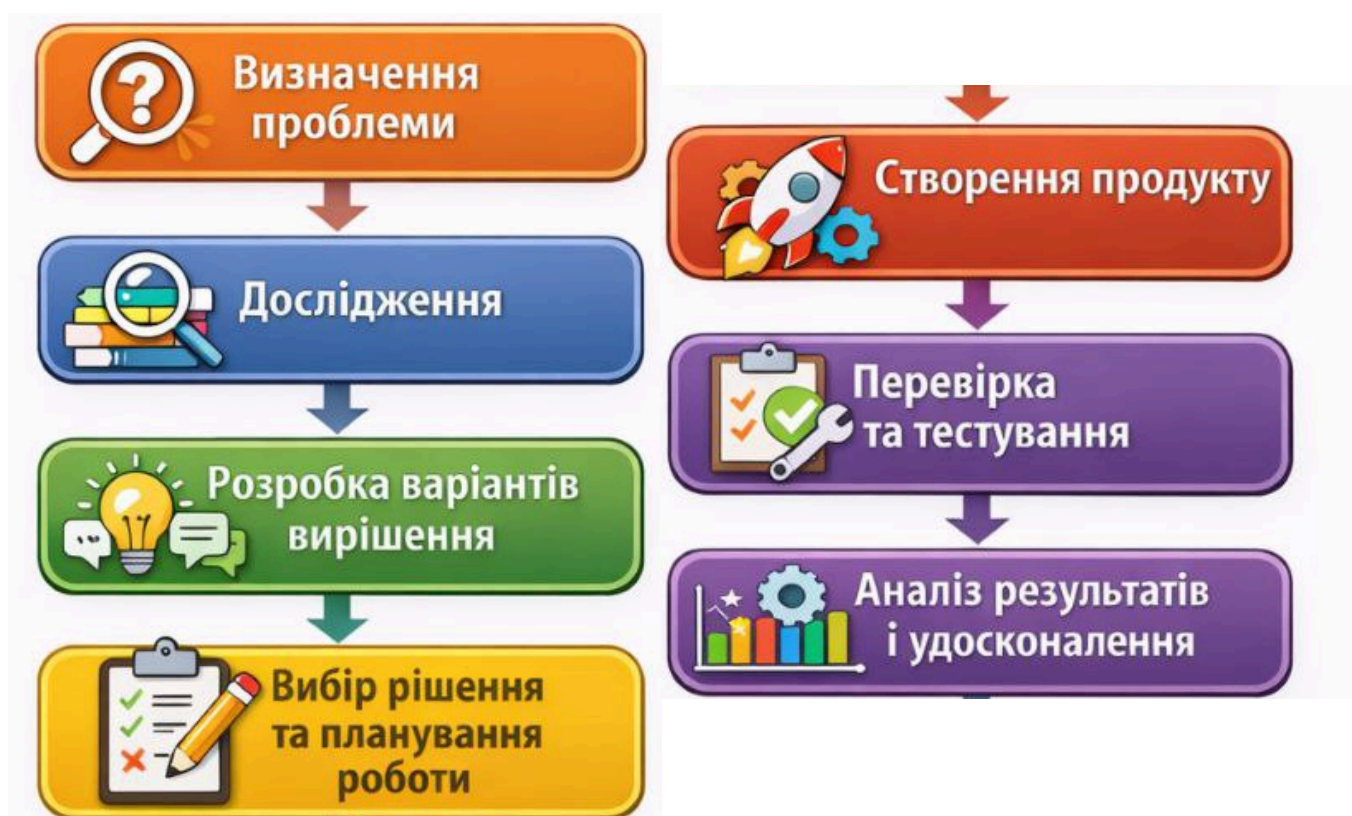 Визначення
проблеми
Дослідження
Розробка варіантів
вирішення
Вибір рішення
та планування
роботи
Створення продукту
Перевірка
та тестування
Аналіз результатів
і удосконалення